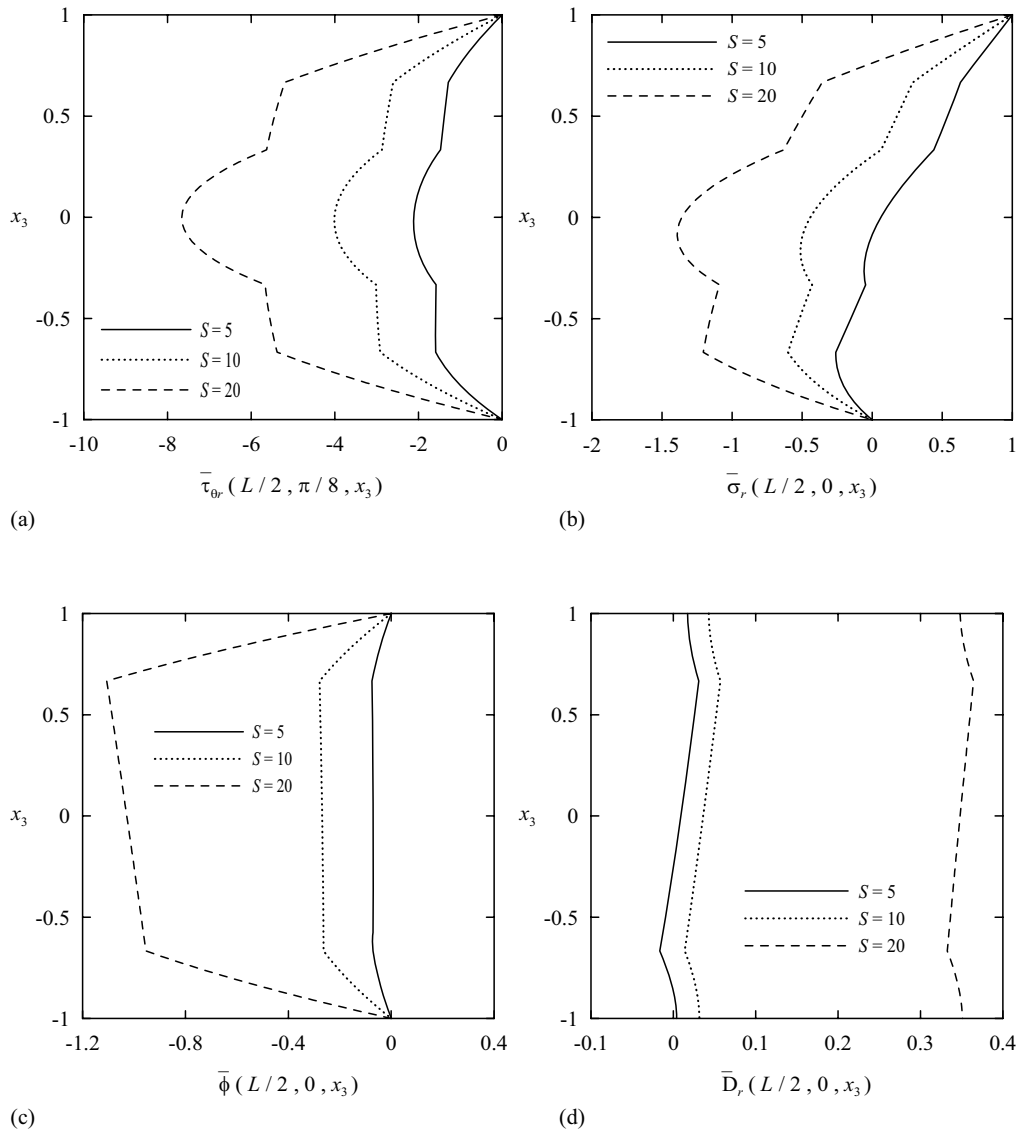 1
0.5
x3
0
-0.5
-1
S = 5
S = 10
S = 20
-10 -8 -6 -4 -2 0
τ̄θr ( L / 2 , π / 8 , x3 )
(a)
1
S = 5
S = 10
S = 20
0.5
x3
0
-0.5
-1
-2 -1.5 -1 -0.5 0 0.5 1
σ̄r ( L / 2 , 0 , x3 )
(b)
1
0.5
S = 5
S = 10
S = 20
x3
0
-0.5
-1
-1.2 -0.8 -0.4 0 0.4
ϕ̄ ( L / 2 , 0 , x3 )
(c)
1
0.5
x3
0
-0.5
S = 5
S = 10
S = 20
-1
-0.1 0 0.1 0.2 0.3 0.4
D̄r ( L / 2 , 0 , x3 )
(d)